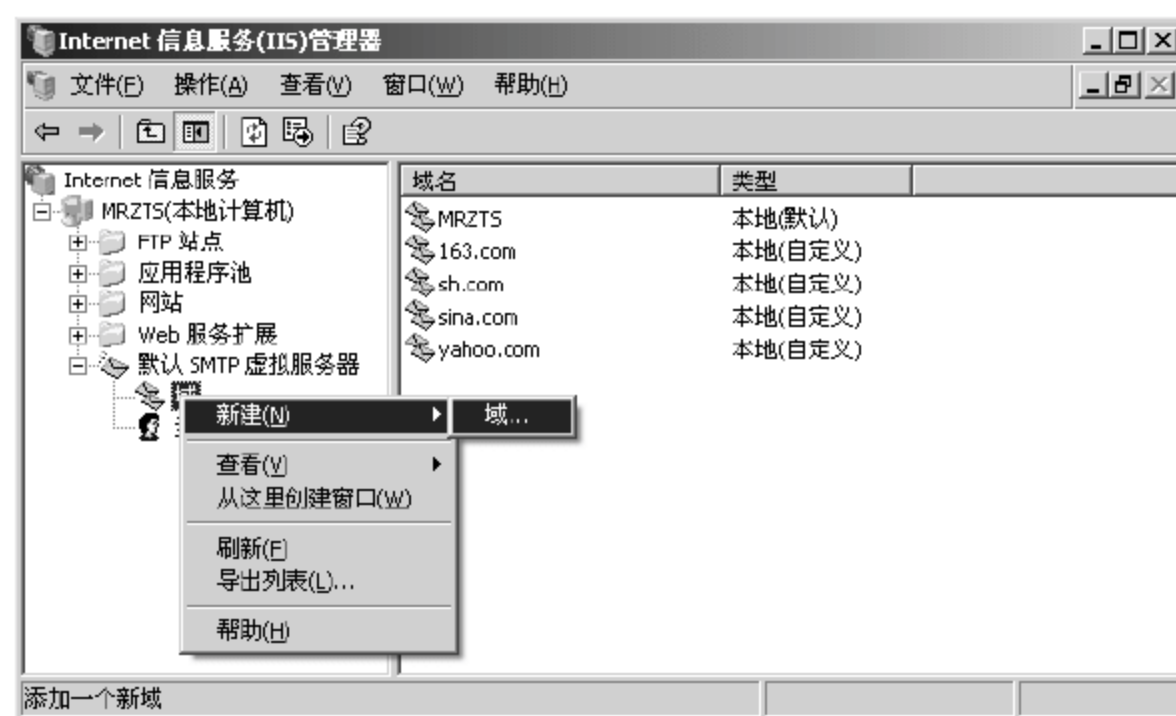 Internet 信息服务(IIS)管理器
文件(F) 操作(A) 查看(V) 窗口(W) 帮助(H)
Internet 信息服务
MRZTS(本地计算机)
FTP 站点
应用程序池
网站
Web 服务扩展
默认 SMTP 虚拟服务器
域名 类型
MRZTS 本地(默认)
163.com 本地(自定义)
sh.com 本地(自定义)
sina.com 本地(自定义)
yahoo.com 本地(自定义)
新建(N)
域...
查看(V)
从这里创建窗口(W)
刷新(F)
导出列表(L)...
帮助(H)
添加一个新域